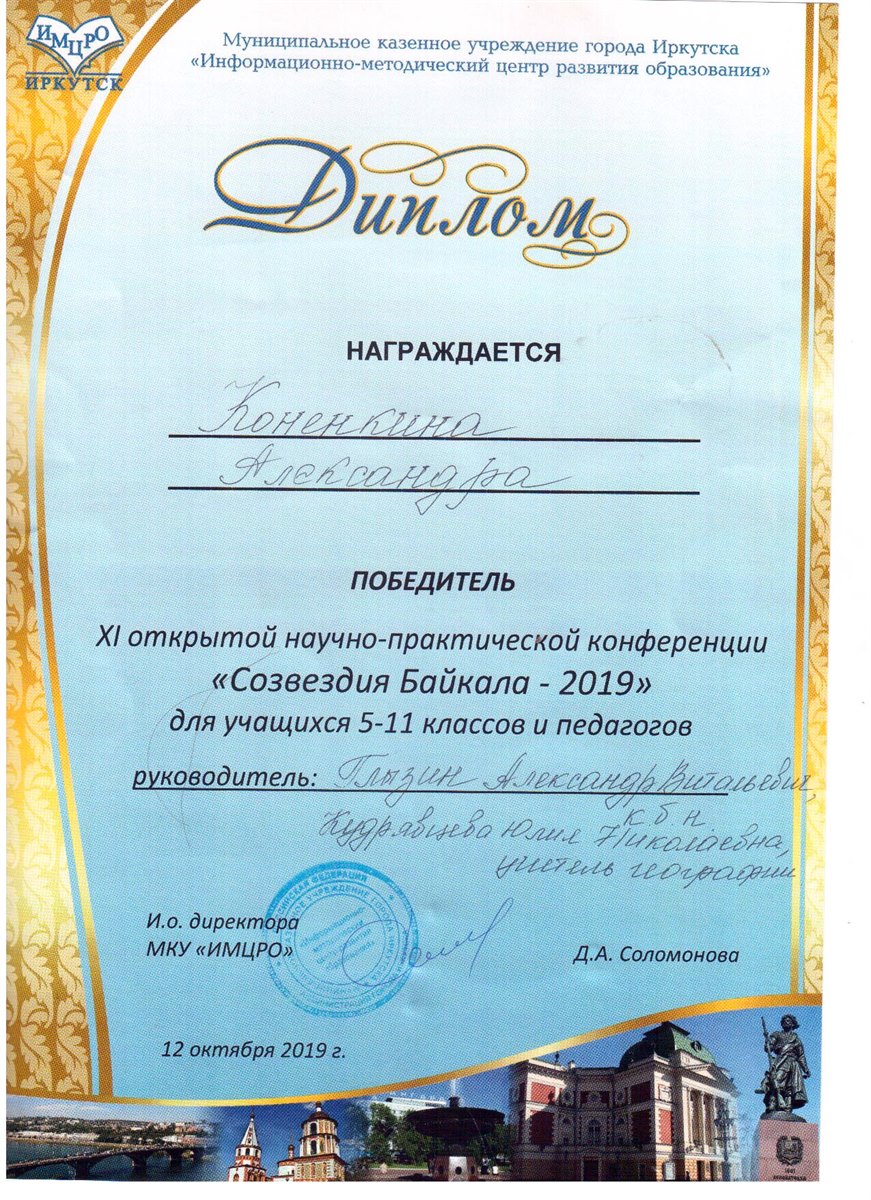 ИМЦРО
ИРКУТСК
Муниципальное казенное учреждение города Иркутска
«Информационно-методический центр развития образования»
Диплом
НАГРАЖДАЕТСЯ
Коненкина
Александра
ПОБЕДИТЕЛЬ
XI открытой научно-практической конференции
«Созвездия Байкала - 2019»
для учащихся 5-11 классов и педагогов
руководитель: Плызин Александр Витальевич,
к б н
Кудрявцева Юлия Николаевна,
учитель географии
И.о. директора
МКУ «ИМЦРО»
Д.А. Соломонова
12 октября 2019 г.